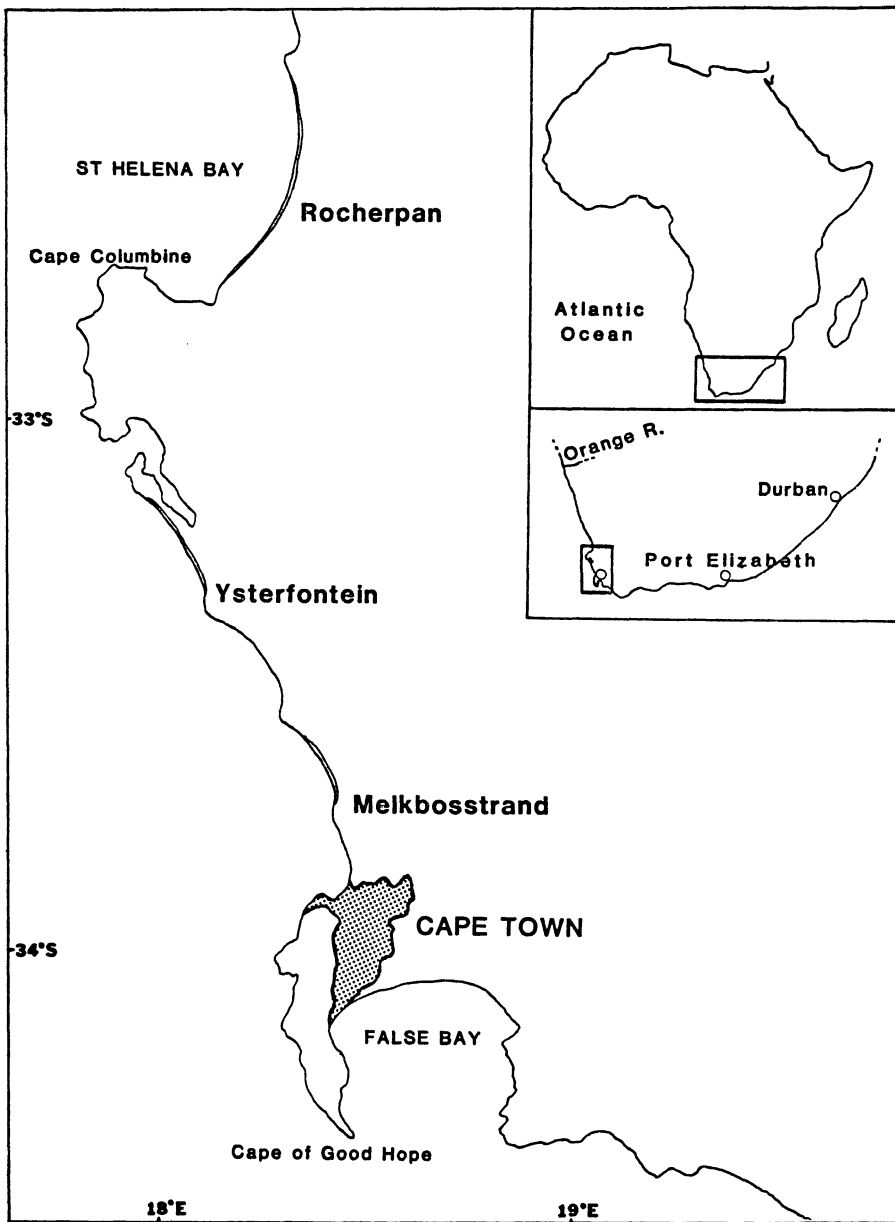 ST HELENA BAY
Rocherpan
Cape Columbine
Atlantic
Ocean
33°S
Orange R.
Durban
Port Elizabeth
Ysterfontein
Melkbosstrand
CAPE TOWN
34°S
FALSE BAY
Cape of Good Hope
18°E
19°E